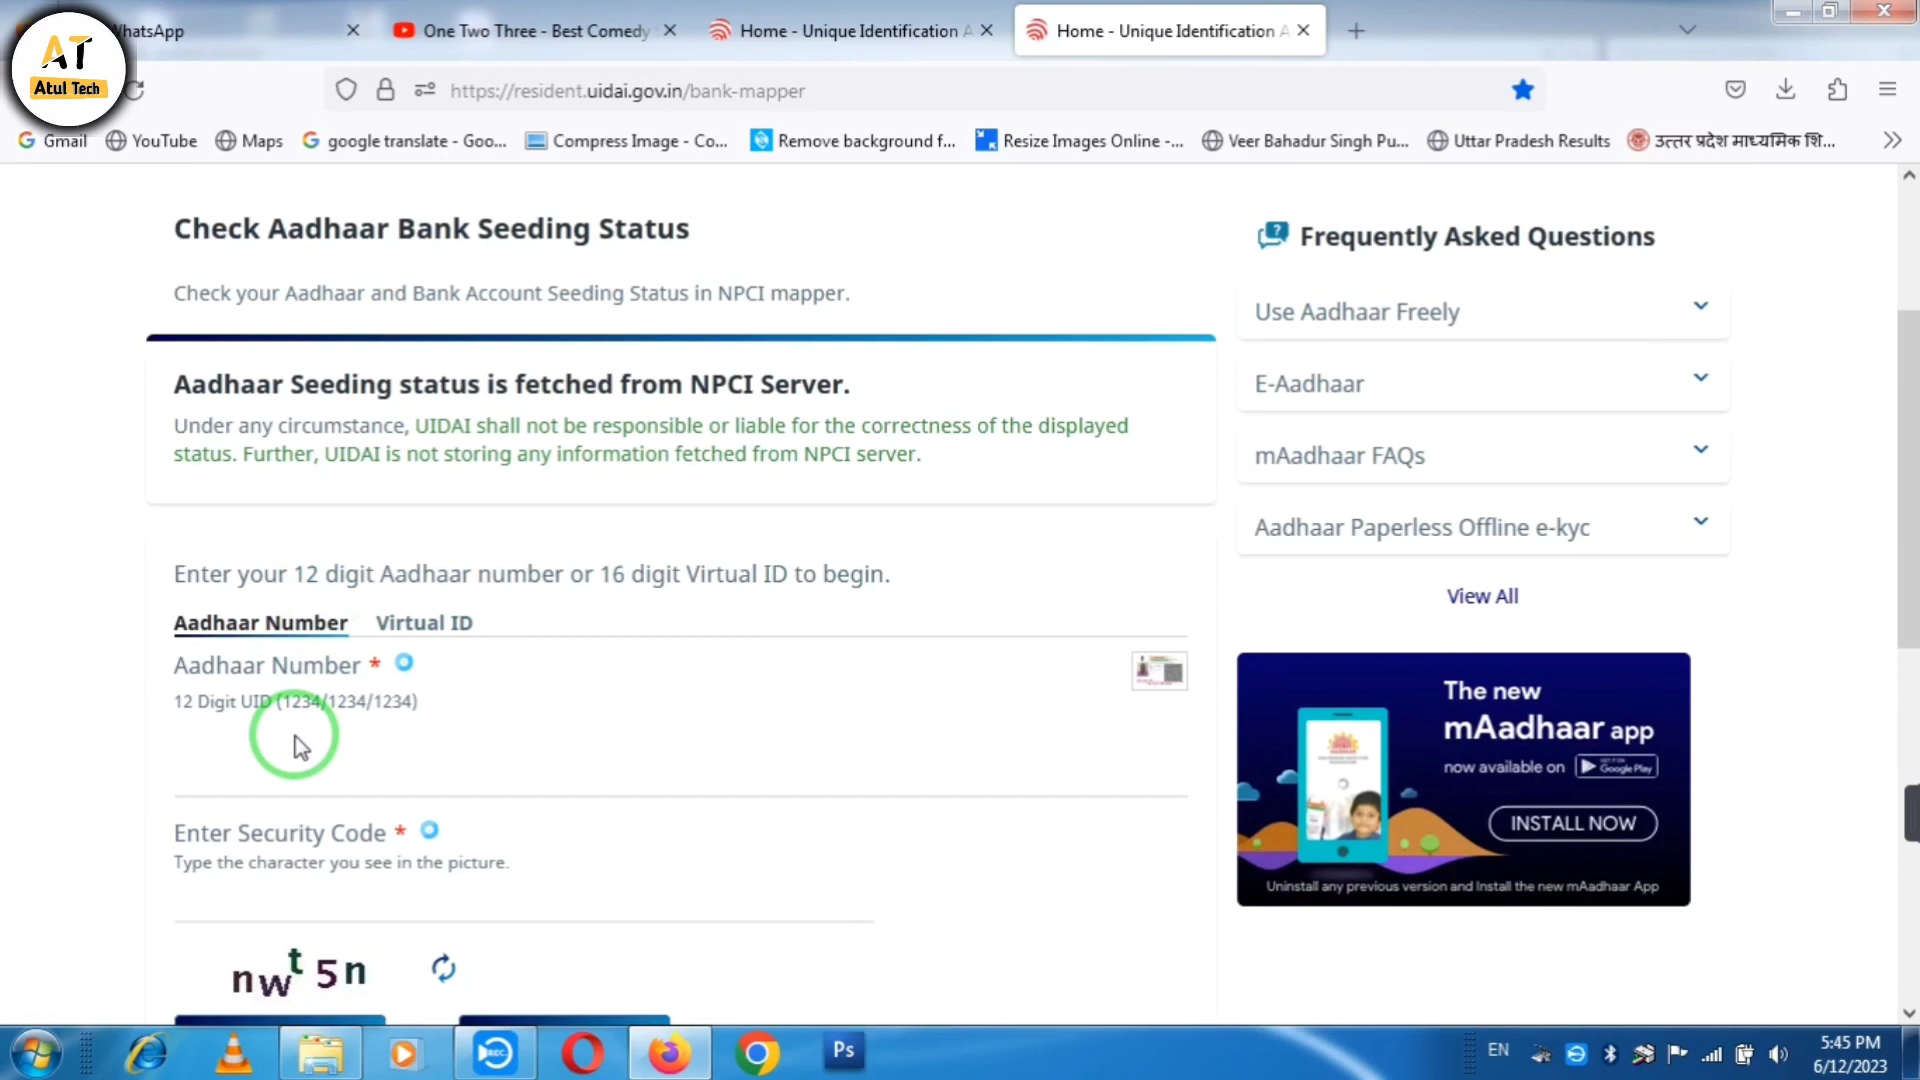 AT
Atul Tech
WhatsApp
One Two Three - Best Comedy
Home - Unique Identification A
Home - Unique Identification A
https://resident.uidai.gov.in/bank-mapper
Gmail
YouTube
Maps
google translate - Goo...
Compress Image - Co...
Remove background f...
Resize Images Online -...
Veer Bahadur Singh Pu...
Uttar Pradesh Results
उत्तर प्रदेश माध्यमिक शि...
Check Aadhaar Bank Seeding Status
Check your Aadhaar and Bank Account Seeding Status in NPCI mapper.
Aadhaar Seeding status is fetched from NPCI Server.
Under any circumstance, UIDAI shall not be responsible or liable for the correctness of the displayed
status. Further, UIDAI is not storing any information fetched from NPCI server.
Enter your 12 digit Aadhaar number or 16 digit Virtual ID to begin.
Aadhaar Number Virtual ID
Aadhaar Number *
12 Digit UID (1234/1234/1234)
Enter Security Code *
Type the character you see in the picture.
nwt5n
Frequently Asked Questions
Use Aadhaar Freely
E-Aadhaar
mAadhaar FAQs
Aadhaar Paperless Offline e-kyc
View All
The new
mAadhaar app
now available on GET IT ON Google Play
INSTALL NOW
Uninstall any previous version and Install the new mAadhaar App
REC
Ps
EN
5:45 PM
6/12/2023